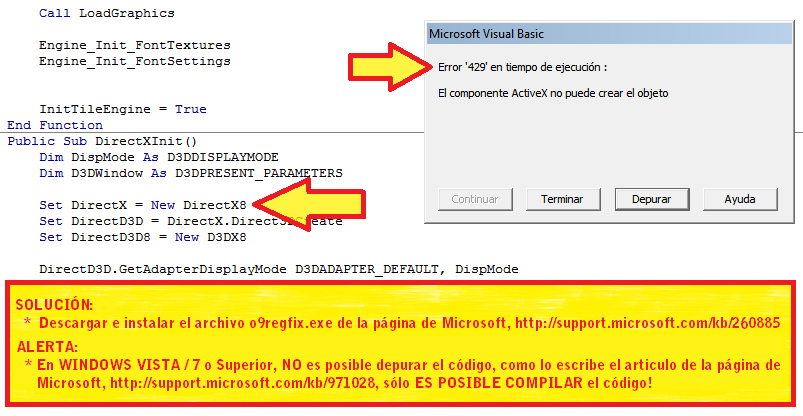 Call LoadGraphics
Engine_Init_FontTextures
Engine_Init_FontSettings
InitTileEngine = True
End Function
Public Sub DirectXInit()
Dim DispMode As D3DDISPLAYMODE
Dim D3DWindow As D3DPRESENT_PARAMETERS
Set DirectX = New DirectX8
Set DirectD3D = DirectX.Direct3DCreate
Set DirectD3D8 = New D3DX8
DirectD3D.GetAdapterDisplayMode D3DADAPTER_DEFAULT, DispMode
Microsoft Visual Basic
Error '429' en tiempo de ejecución :
El componente ActiveX no puede crear el objeto
Continuar
Terminar
Depurar
Ayuda
SOLUCIÓN:
* Descargar e instalar el archivo o9regfix.exe de la página de Microsoft, http://support.microsoft.com/kb/260885
ALERTA:
* En WINDOWS VISTA / 7 o Superior, NO es posible depurar el código, como lo escribe el articulo de la página de
Microsoft, http://support.microsoft.com/kb/971028, sólo ES POSIBLE COMPILAR el código!